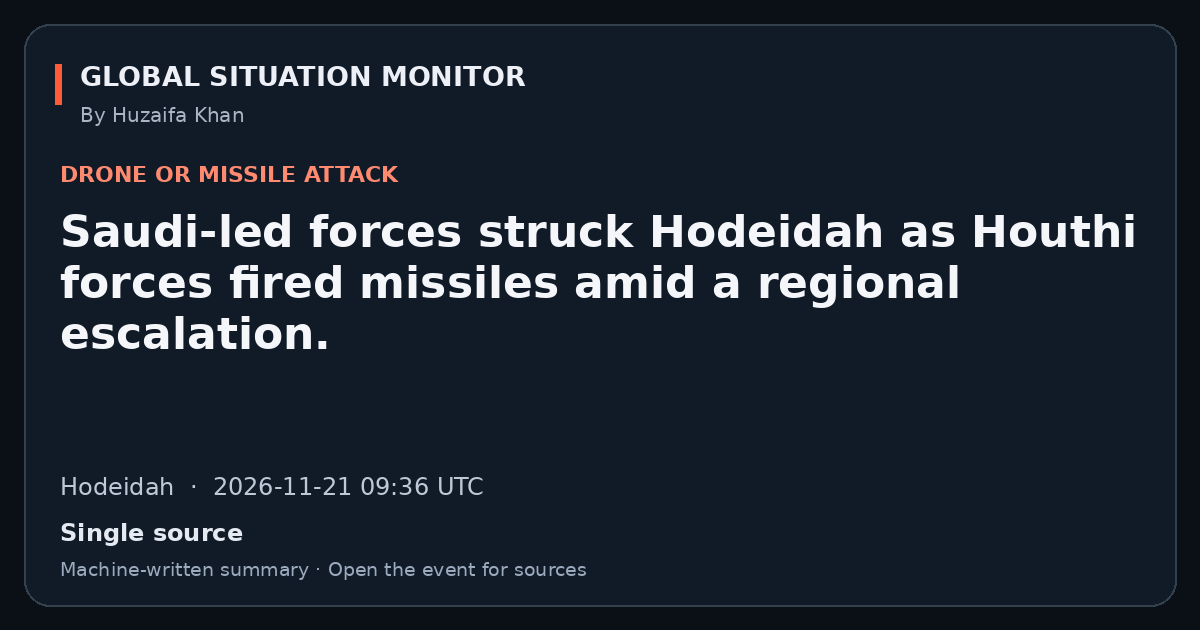 GLOBAL SITUATION MONITOR
By Huzaifa Khan
DRONE OR MISSILE ATTACK
Saudi-led forces struck Hodeidah as Houthi
forces fired missiles amid a regional
escalation.
Hodeidah · 2026-11-21 09:36 UTC
Single source
Machine-written summary · Open the event for sources